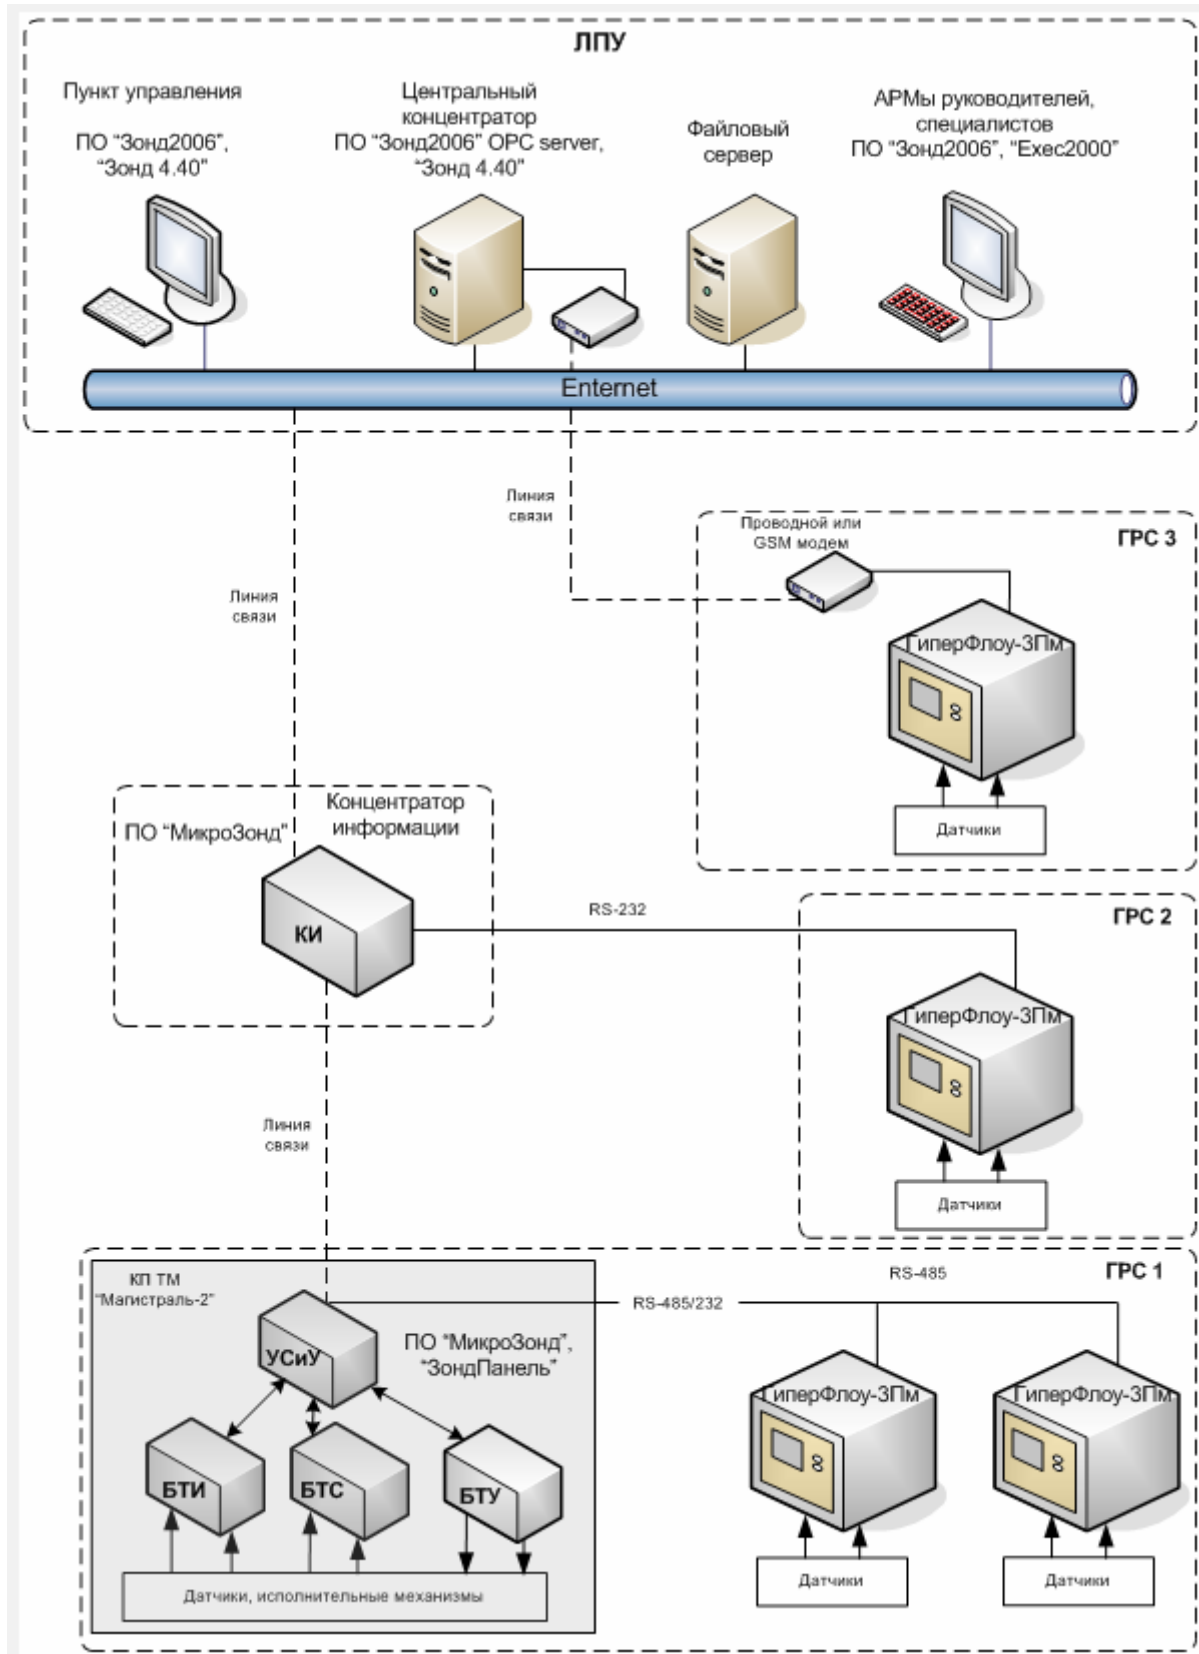 ЛПУ
Пункт управления
ПО “Зонд2006”,
“Зонд 4.40”
Центральный
концентратор
ПО “Зонд2006” OPC server,
“Зонд 4.40”
Файловый
сервер
АРМы руководителей,
специалистов
ПО “Зонд2006”, “Exec2000”
Enternet
Линия
связи
Проводной или
GSM модем
ГРС 3
ГиперФлоу-3Пм
Датчики
Линия
связи
Концентратор
информации
ПО “МикроЗонд”
КИ
RS-232
ГРС 2
ГиперФлоу-3Пм
Датчики
Линия
связи
КП ТМ
“Магистраль-2”
RS-485
ГРС 1
RS-485/232
УСиУ
ПО “МикроЗонд”,
“ЗондПанель”
ГиперФлоу-3Пм
ГиперФлоу-3Пм
БТИ
БТС
БТУ
Датчики, исполнительные механизмы
Датчики
Датчики